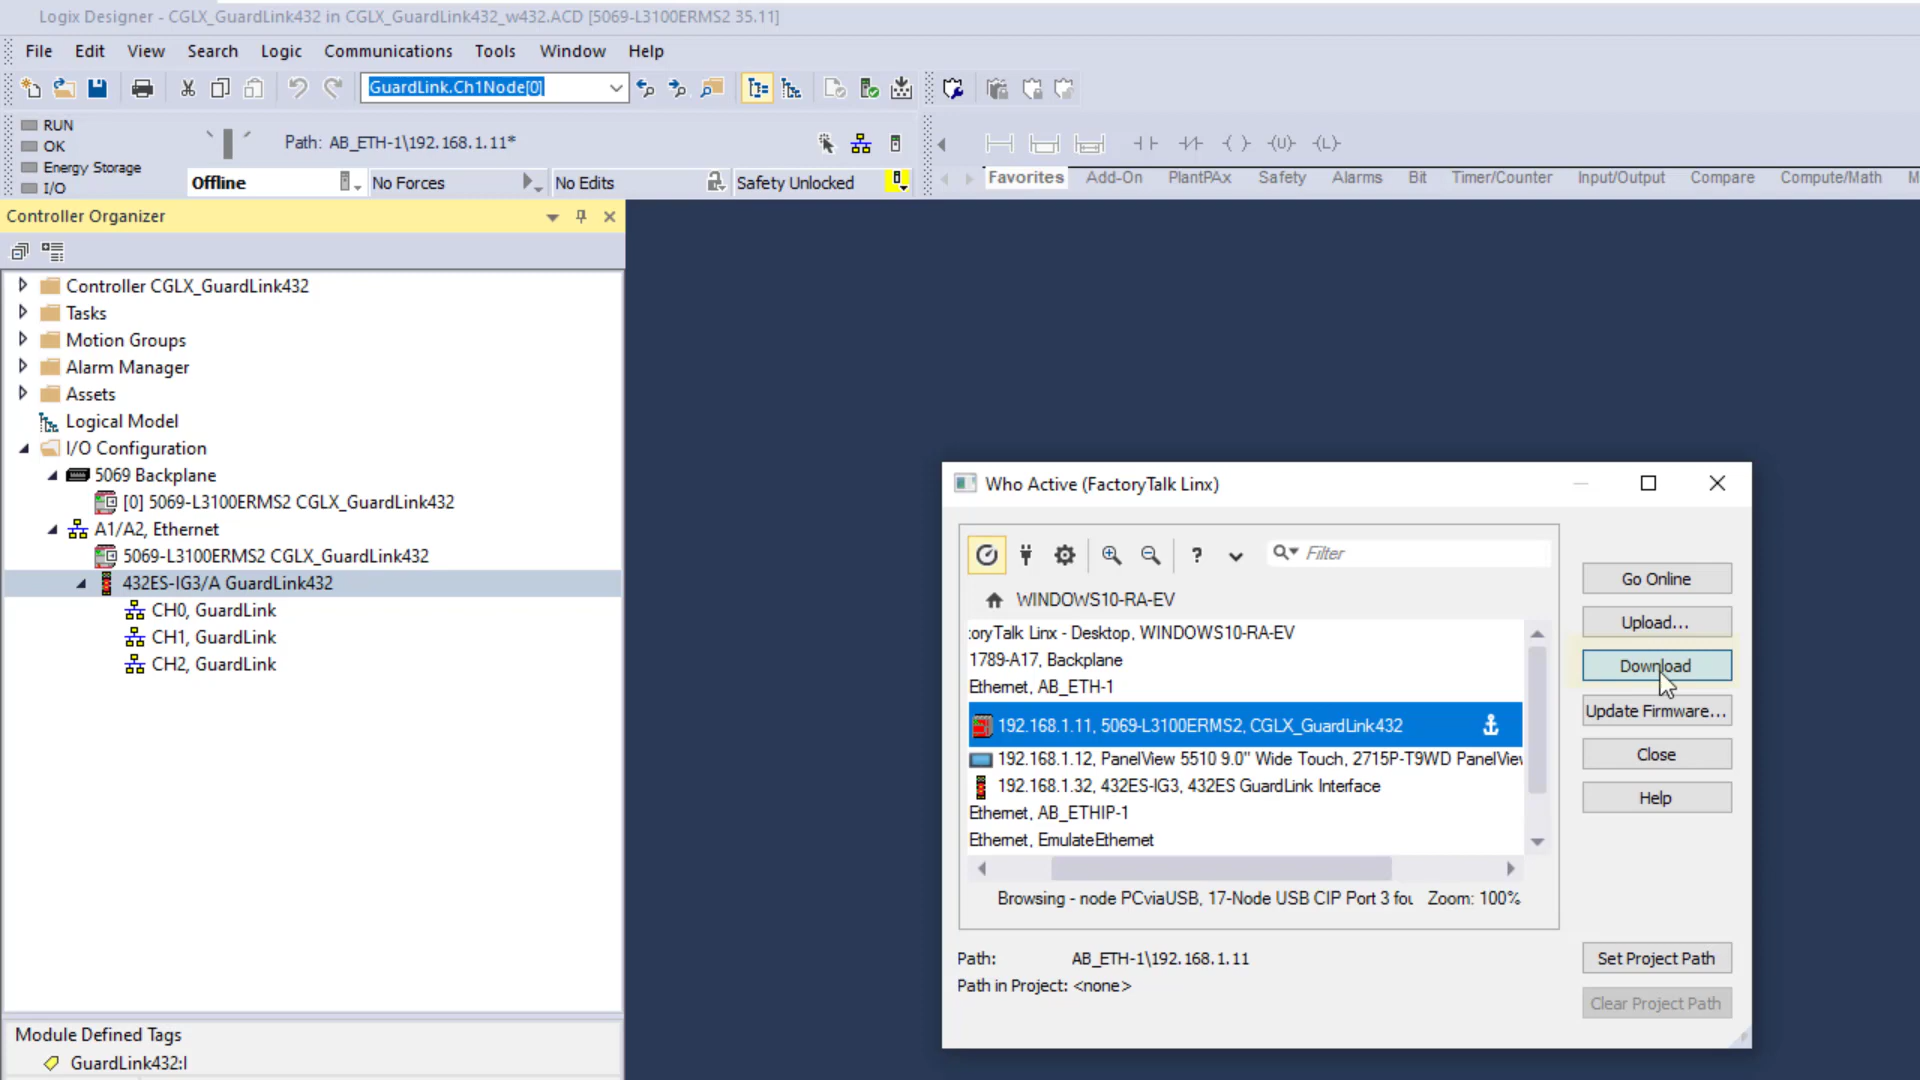 Logix Designer - CGLX_GuardLink432 in CGLX_GuardLink432_w432.ACD [5069-L3100ERMS2 35.11]
File Edit View Search Logic Communications Tools Window Help
GuardLink.Ch1Node[0]
RUN
OK
Energy Storage
I/O
Path: AB_ETH-1\192.168.1.11*
Offline No Forces No Edits Safety Unlocked
Favorites Add-On PlantPAx Safety Alarms Bit Timer/Counter Input/Output Compare Compute/Math M
Controller Organizer
Controller CGLX_GuardLink432
Tasks
Motion Groups
Alarm Manager
Assets
Logical Model
I/O Configuration
5069 Backplane
[0] 5069-L3100ERMS2 CGLX_GuardLink432
A1/A2, Ethernet
5069-L3100ERMS2 CGLX_GuardLink432
432ES-IG3/A GuardLink432
CH0, GuardLink
CH1, GuardLink
CH2, GuardLink
Module Defined Tags
GuardLink432:I
Who Active (FactoryTalk Linx)
Filter
WINDOWS10-RA-EV
oryTalk Linx - Desktop, WINDOWS10-RA-EV
1789-A17, Backplane
Ethernet, AB_ETH-1
192.168.1.11, 5069-L3100ERMS2, CGLX_GuardLink432
192.168.1.12, PanelView 5510 9.0" Wide Touch, 2715P-T9WD PanelView
192.168.1.32, 432ES-IG3, 432ES GuardLink Interface
Ethernet, AB_ETHIP-1
Ethernet, EmulateEthernet
Browsing - node PCviaUSB, 17-Node USB CIP Port 3 fou Zoom: 100%
Path: AB_ETH-1\192.168.1.11
Path in Project: <none>
Go Online
Upload...
Download
Update Firmware...
Close
Help
Set Project Path
Clear Project Path